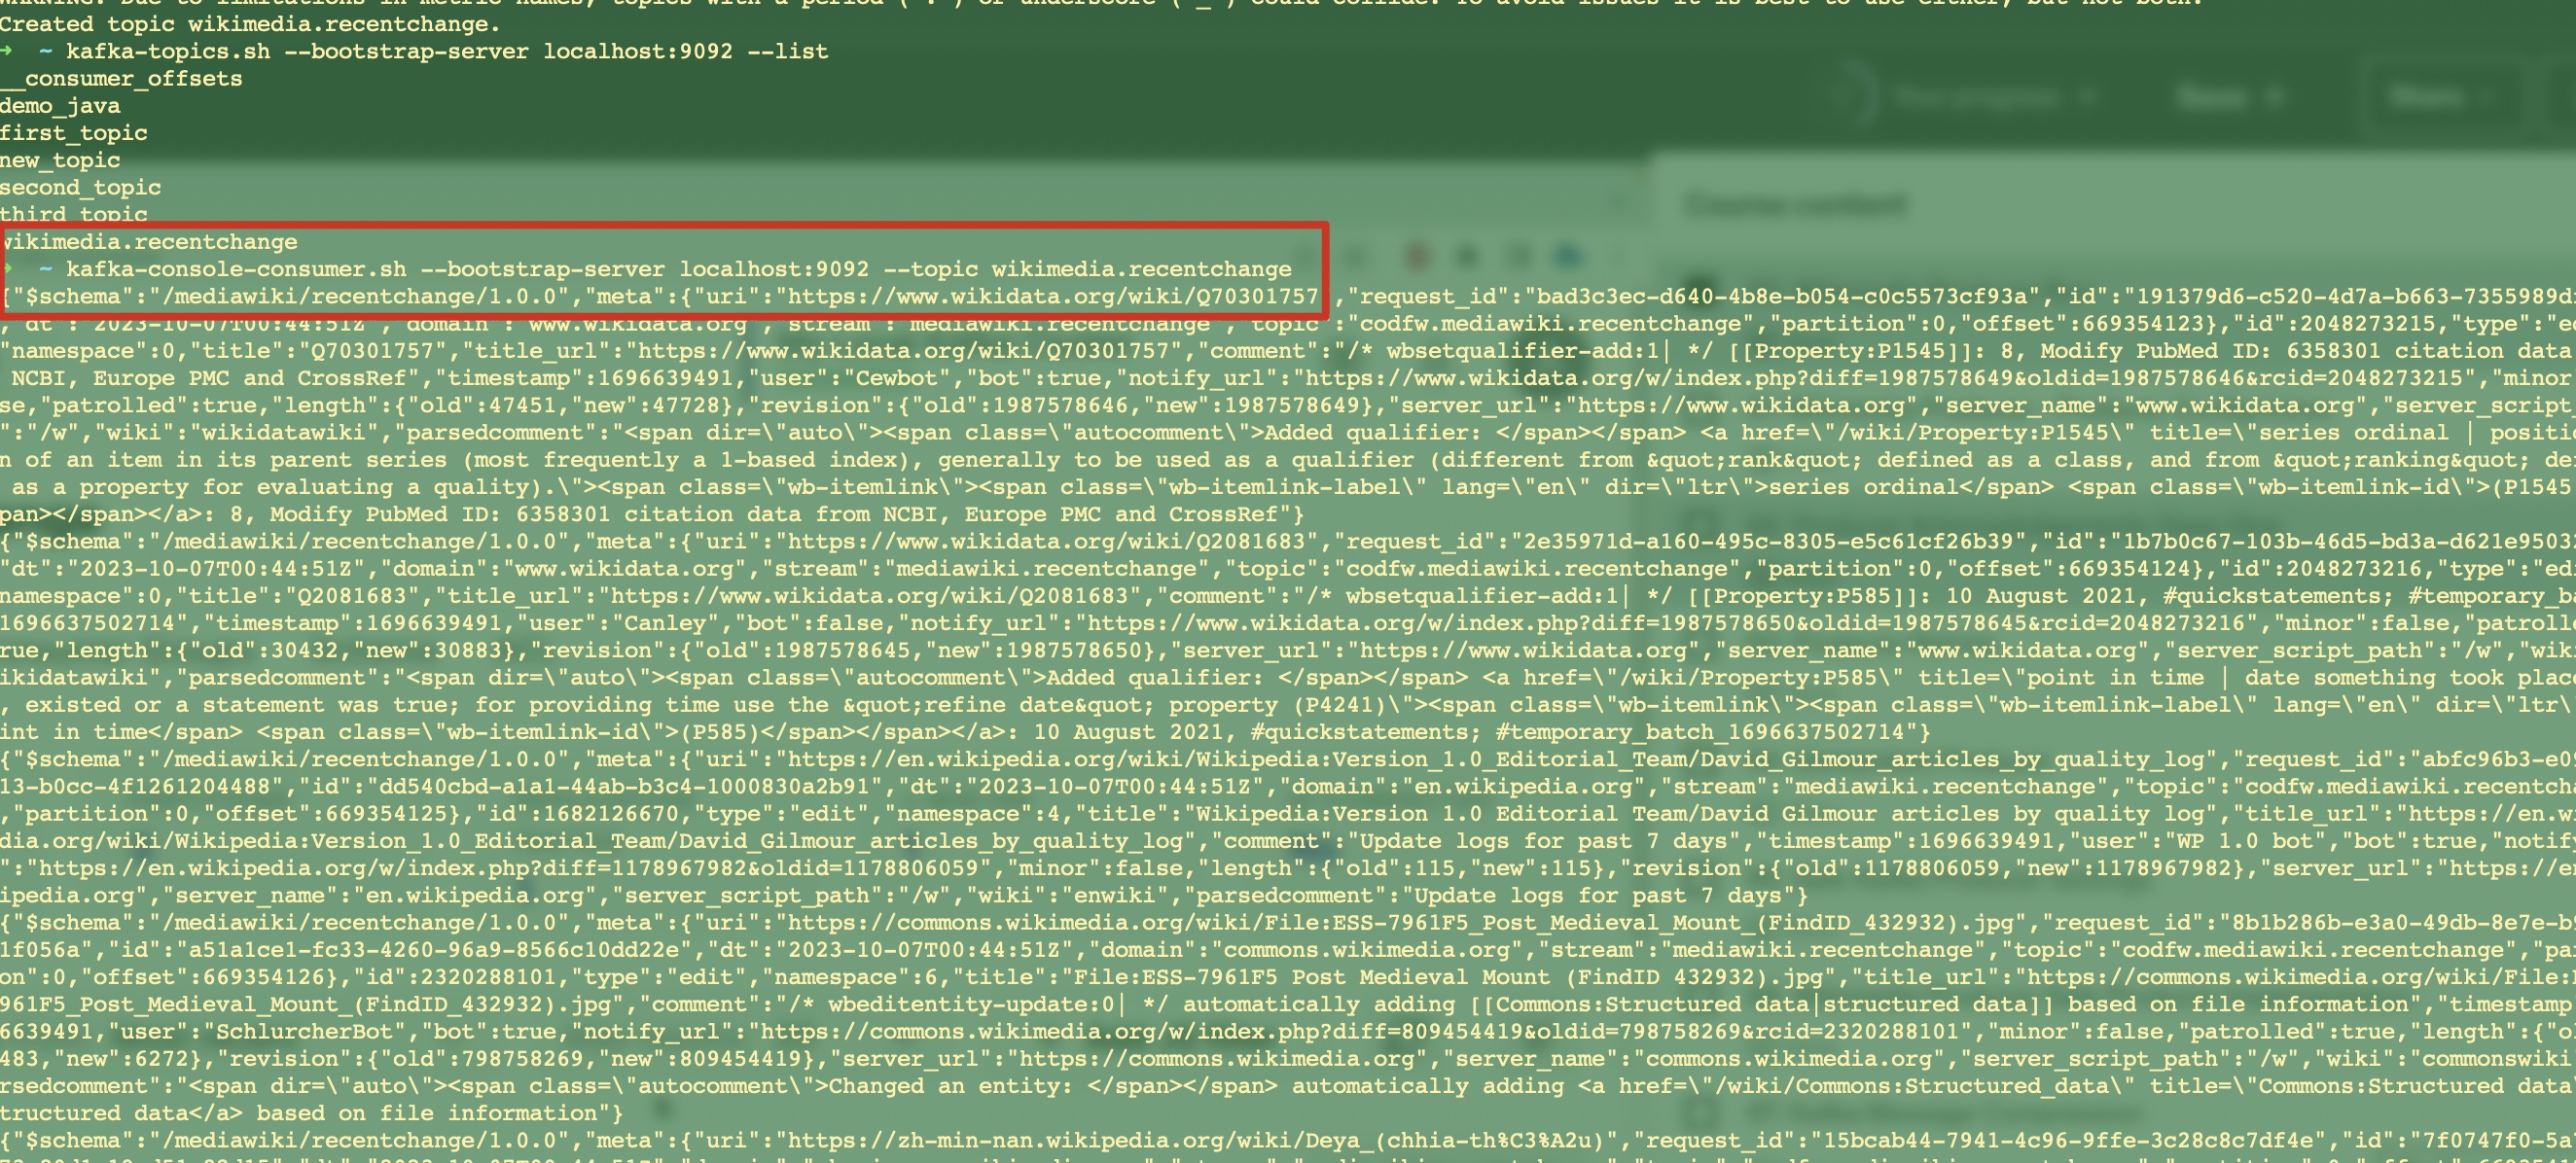 WARNING: Due to limitations in metric names, topics with a period ('.') or underscore ('_') could collide. To avoid issues it is best to use either, but not both.
Created topic wikimedia.recentchange.
→ ~ kafka-topics.sh --bootstrap-server localhost:9092 --list
__consumer_offsets
demo_java
first_topic
new_topic
second_topic
third_topic
wikimedia.recentchange
→ ~ kafka-console-consumer.sh --bootstrap-server localhost:9092 --topic wikimedia.recentchange
{"$schema":"/mediawiki/recentchange/1.0.0","meta":{"uri":"https://www.wikidata.org/wiki/Q70301757","request_id":"bad3c3ec-d640-4b8e-b054-c0c5573cf93a","id":"191379d6-c520-4d7a-b663-7355989d
,"dt":"2023-10-07T00:44:51Z","domain":"www.wikidata.org","stream":"mediawiki.recentchange","topic":"codfw.mediawiki.recentchange","partition":0,"offset":669354123},"id":2048273215,"type":"e
"namespace":0,"title":"Q70301757","title_url":"https://www.wikidata.org/wiki/Q70301757","comment":"/* wbsetqualifier-add:1| */ [[Property:P1545]]: 8, Modify PubMed ID: 6358301 citation data
NCBI, Europe PMC and CrossRef","timestamp":1696639491,"user":"Cewbot","bot":true,"notify_url":"https://www.wikidata.org/w/index.php?diff=1987578649&oldid=1987578646&rcid=2048273215","minor
se,"patrolled":true,"length":{"old":47451,"new":47728},"revision":{"old":1987578646,"new":1987578649},"server_url":"https://www.wikidata.org","server_name":"www.wikidata.org","server_script
":"/w","wiki":"wikidatawiki","parsedcomment":"<span dir=\"auto\"><span class=\"autocomment\">Added qualifier: </span></span> <a href=\"/wiki/Property:P1545\" title=\"series ordinal | positi
n of an item in its parent series (most frequently a 1-based index), generally to be used as a qualifier (different from &quot;rank&quot; defined as a class, and from &quot;ranking&quot; de
as a property for evaluating a quality).\"><span class=\"wb-itemlink\"><span class=\"wb-itemlink-label\" lang=\"en\" dir=\"ltr\">series ordinal</span> <span class=\"wb-itemlink-id\">(P1545
pan></span></a>: 8, Modify PubMed ID: 6358301 citation data from NCBI, Europe PMC and CrossRef"}
{"$schema":"/mediawiki/recentchange/1.0.0","meta":{"uri":"https://www.wikidata.org/wiki/Q2081683","request_id":"2e35971d-a160-495c-8305-e5c61cf26b39","id":"1b7b0c67-103b-46d5-bd3a-d621e9503
"dt":"2023-10-07T00:44:51Z","domain":"www.wikidata.org","stream":"mediawiki.recentchange","topic":"codfw.mediawiki.recentchange","partition":0,"offset":669354124},"id":2048273216,"type":"ed
namespace":0,"title":"Q2081683","title_url":"https://www.wikidata.org/wiki/Q2081683","comment":"/* wbsetqualifier-add:1| */ [[Property:P585]]: 10 August 2021, #quickstatements; #temporary_b
1696637502714","timestamp":1696639491,"user":"Canley","bot":false,"notify_url":"https://www.wikidata.org/w/index.php?diff=1987578650&oldid=1987578645&rcid=2048273216","minor":false,"patroll
rue,"length":{"old":30432,"new":30883},"revision":{"old":1987578645,"new":1987578650},"server_url":"https://www.wikidata.org","server_name":"www.wikidata.org","server_script_path":"/w","wik
ikidatawiki","parsedcomment":"<span dir=\"auto\"><span class=\"autocomment\">Added qualifier: </span></span> <a href=\"/wiki/Property:P585\" title=\"point in time | date something took plac
, existed or a statement was true; for providing time use the &quot;refine date&quot; property (P4241)\"><span class=\"wb-itemlink\"><span class=\"wb-itemlink-label\" lang=\"en\" dir=\"ltr\
int in time</span> <span class=\"wb-itemlink-id\">(P585)</span></span></a>: 10 August 2021, #quickstatements; #temporary_batch_1696637502714"}
{"$schema":"/mediawiki/recentchange/1.0.0","meta":{"uri":"https://en.wikipedia.org/wiki/Wikipedia:Version_1.0_Editorial_Team/David_Gilmour_articles_by_quality_log","request_id":"abfc96b3-e0
13-b0cc-4f1261204488","id":"dd540cbd-a1a1-44ab-b3c4-1000830a2b91","dt":"2023-10-07T00:44:51Z","domain":"en.wikipedia.org","stream":"mediawiki.recentchange","topic":"codfw.mediawiki.recentch
,"partition":0,"offset":669354125},"id":1682126670,"type":"edit","namespace":4,"title":"Wikipedia:Version 1.0 Editorial Team/David Gilmour articles by quality log","title_url":"https://en.w
dia.org/wiki/Wikipedia:Version_1.0_Editorial_Team/David_Gilmour_articles_by_quality_log","comment":"Update logs for past 7 days","timestamp":1696639491,"user":"WP 1.0 bot","bot":true,"notif
":"https://en.wikipedia.org/w/index.php?diff=1178967982&oldid=1178806059","minor":false,"length":{"old":115,"new":115},"revision":{"old":1178806059,"new":1178967982},"server_url":"https://e
ipedia.org","server_name":"en.wikipedia.org","server_script_path":"/w","wiki":"enwiki","parsedcomment":"Update logs for past 7 days"}
{"$schema":"/mediawiki/recentchange/1.0.0","meta":{"uri":"https://commons.wikimedia.org/wiki/File:ESS-7961F5_Post_Medieval_Mount_(FindID_432932).jpg","request_id":"8b1b286b-e3a0-49db-8e7e-b
1f056a","id":"a51a1ce1-fc33-4260-96a9-8566c10dd22e","dt":"2023-10-07T00:44:51Z","domain":"commons.wikimedia.org","stream":"mediawiki.recentchange","topic":"codfw.mediawiki.recentchange","pa
on":0,"offset":669354126},"id":2320288101,"type":"edit","namespace":6,"title":"File:ESS-7961F5 Post Medieval Mount (FindID 432932).jpg","title_url":"https://commons.wikimedia.org/wiki/File:
961F5_Post_Medieval_Mount_(FindID_432932).jpg","comment":"/* wbeditentity-update:0| */ automatically adding [[Commons:Structured data|structured data]] based on file information","timestamp
6639491,"user":"SchlurcherBot","bot":true,"notify_url":"https://commons.wikimedia.org/w/index.php?diff=809454419&oldid=798758269&rcid=2320288101","minor":false,"patrolled":true,"length":{"o
483,"new":6272},"revision":{"old":798758269,"new":809454419},"server_url":"https://commons.wikimedia.org","server_name":"commons.wikimedia.org","server_script_path":"/w","wiki":"commonswiki
rsedcomment":"<span dir=\"auto\"><span class=\"autocomment\">Changed an entity: </span></span> automatically adding <a href=\"/wiki/Commons:Structured_data\" title=\"Commons:Structured data
tructured data</a> based on file information"}
{"$schema":"/mediawiki/recentchange/1.0.0","meta":{"uri":"https://zh-min-nan.wikipedia.org/wiki/Deya_(chhia-th%C3%A2u)","request_id":"15bcab44-7941-4c96-9ffe-3c28c8c7df4e","id":"7f0747f0-5a
Save
Share
Course content